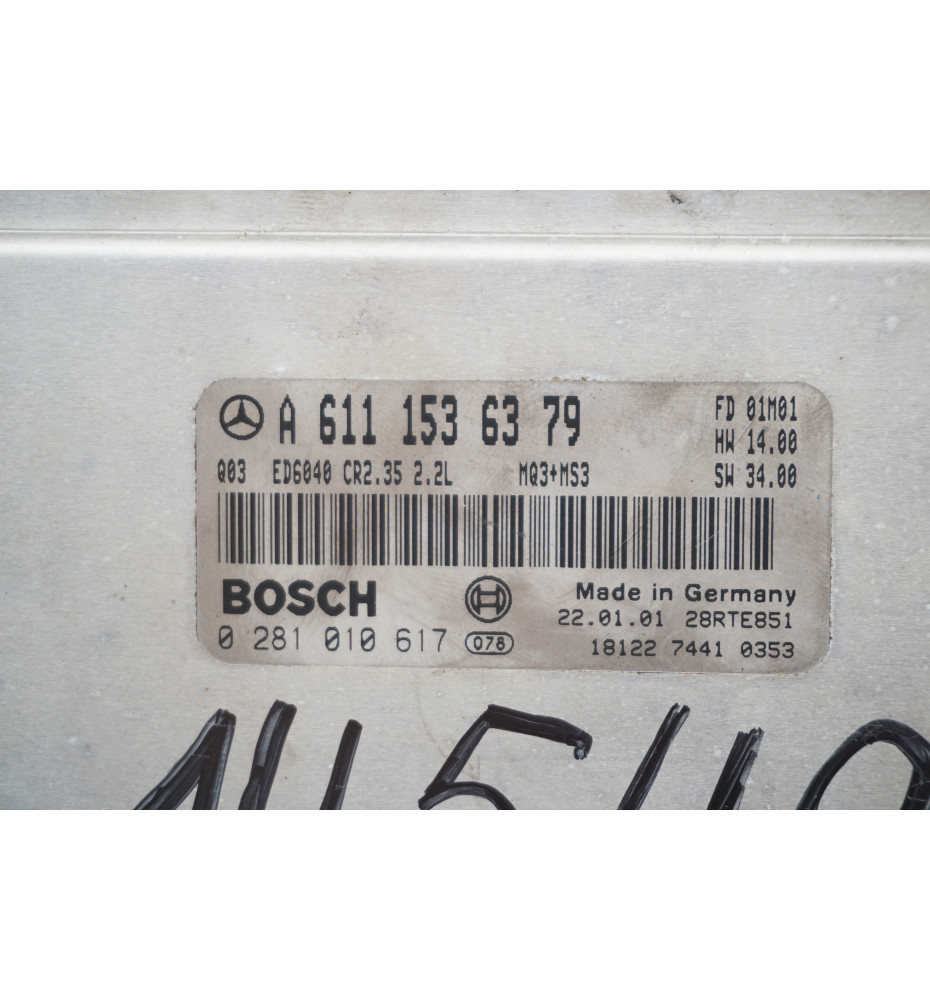 A 611 153 63 79
FD 01M01
HW 14.00
Q03 ED6040 CR2.35 2.2L MQ3+MS3
SW 34.00
BOSCH
Made in Germany
22.01.01 28RTE851
0 281 010 617 078
18122 7441 0353